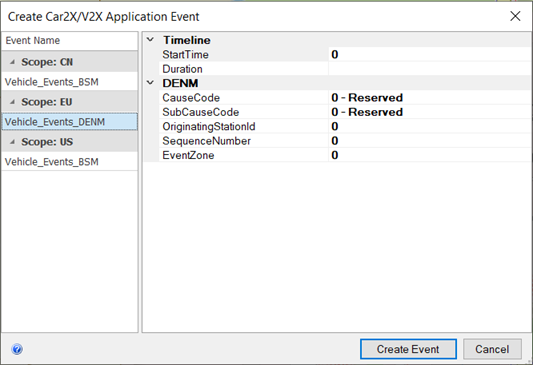 Create Car2X/V2X Application Event
Event Name
Scope: CN
Vehicle_Events_BSM
Scope: EU
Vehicle_Events_DENM
Scope: US
Vehicle_Events_BSM
Timeline
StartTime 0
Duration
DENM
CauseCode 0 - Reserved
SubCauseCode 0 - Reserved
OriginatingStationId 0
SequenceNumber 0
EventZone 0
Create Event Cancel